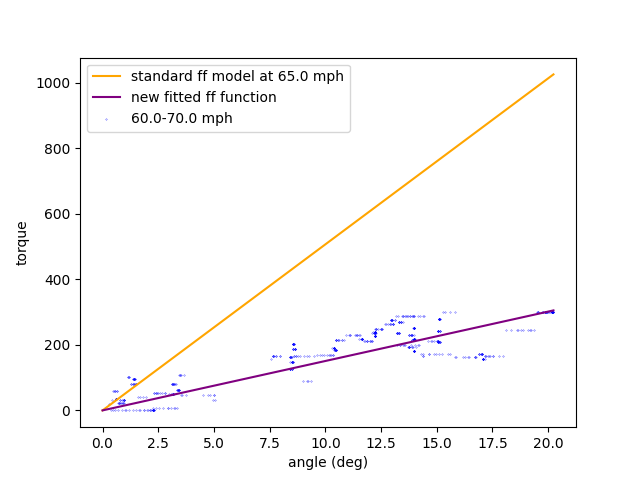 standard ff model at 65.0 mph
new fitted ff function
60.0-70.0 mph
1000
800
600
400
200
0
torque
0.0 2.5 5.0 7.5 10.0 12.5 15.0 17.5 20.0
angle (deg)